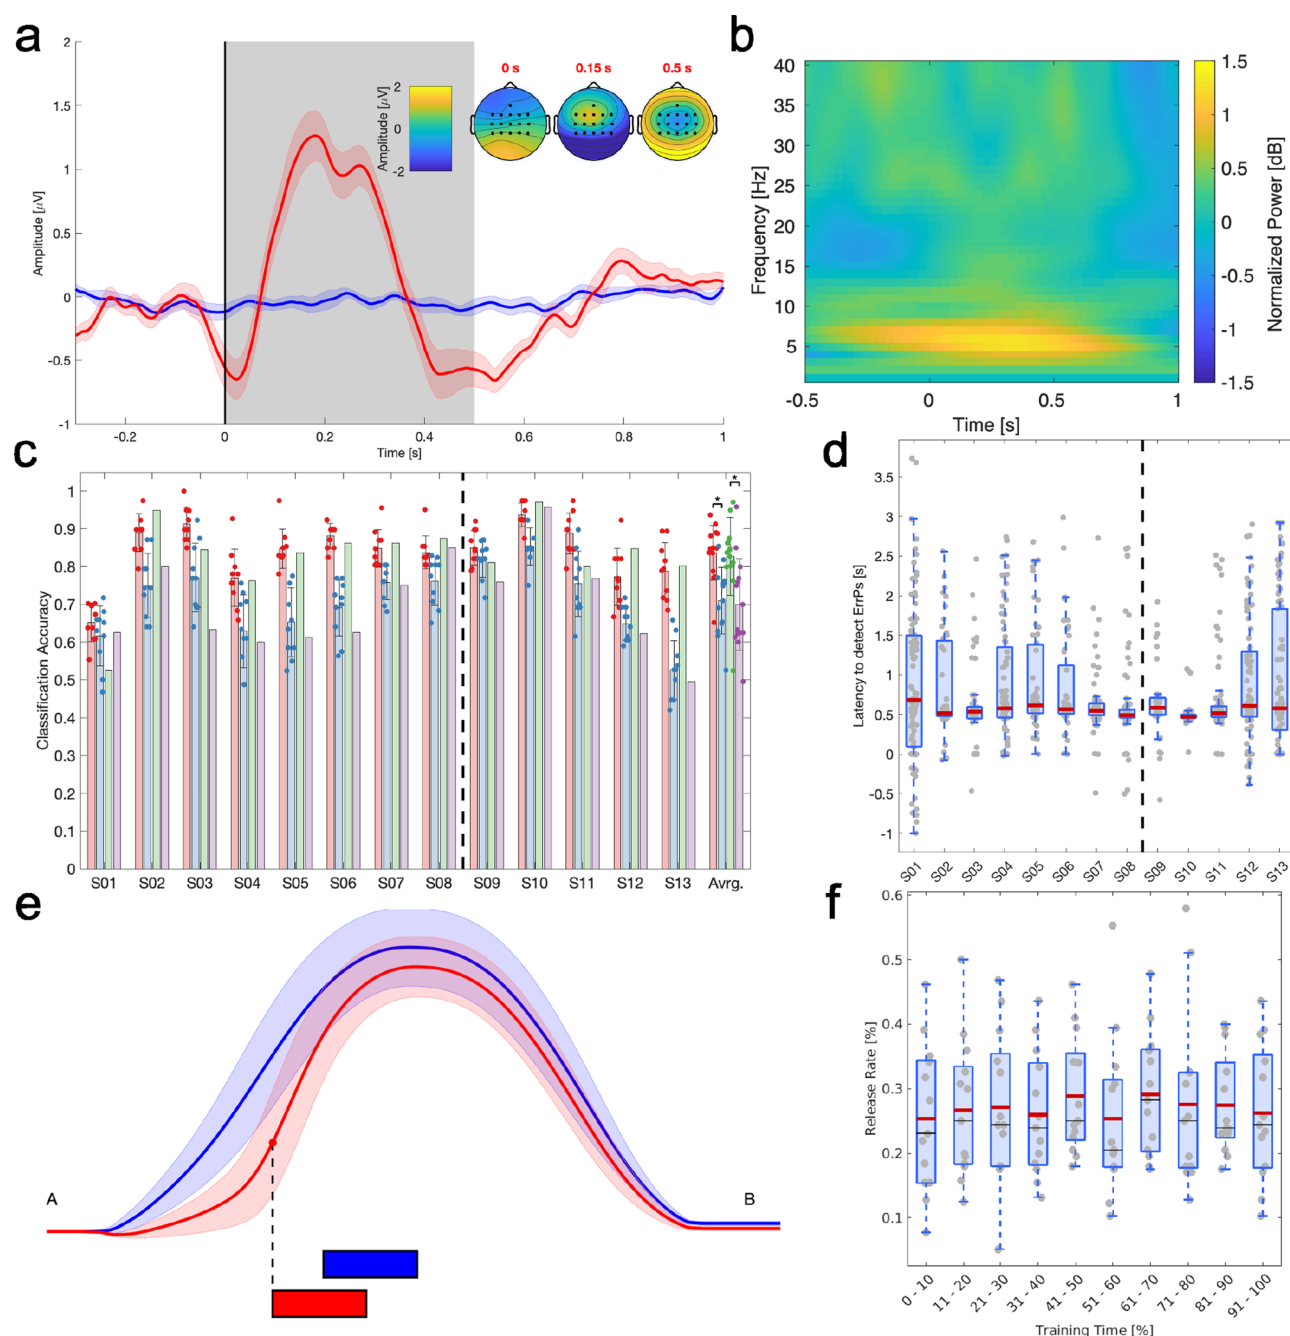 a
2
1.5
1
0.5
0
-0.5
-1
Amplitude [μV]
-0.2
0
0.2
0.4
0.6
0.8
1
Time [s]
Amplitude [μV]
2
0
-2
0 s
0.15 s
0.5 s
b
40
35
30
25
20
15
10
5
Frequency [Hz]
-0.5
0
0.5
1
Time [s]
1.5
1
0.5
0
-0.5
-1
-1.5
Normalized Power [dB]
c
1
0.9
0.8
0.7
0.6
0.5
0.4
0.3
0.2
0.1
0
Classification Accuracy
* *
S01 S02 S03 S04 S05 S06 S07 S08 S09 S10 S11 S12 S13 Avrg.
d
3.5
3
2.5
2
1.5
1
0.5
0
-0.5
-1
Latency to detect ErrPs [s]
S01 S02 S03 S04 S05 S06 S07 S08 S09 S10 S11 S12 S13
e
A
B
f
0.6
0.5
0.4
0.3
0.2
0.1
Release Rate [%]
0 - 10 11 - 20 21 - 30 31 - 40 41 - 50 51 - 60 61 - 70 71 - 80 81 - 90 91 - 100
Training Time [%]